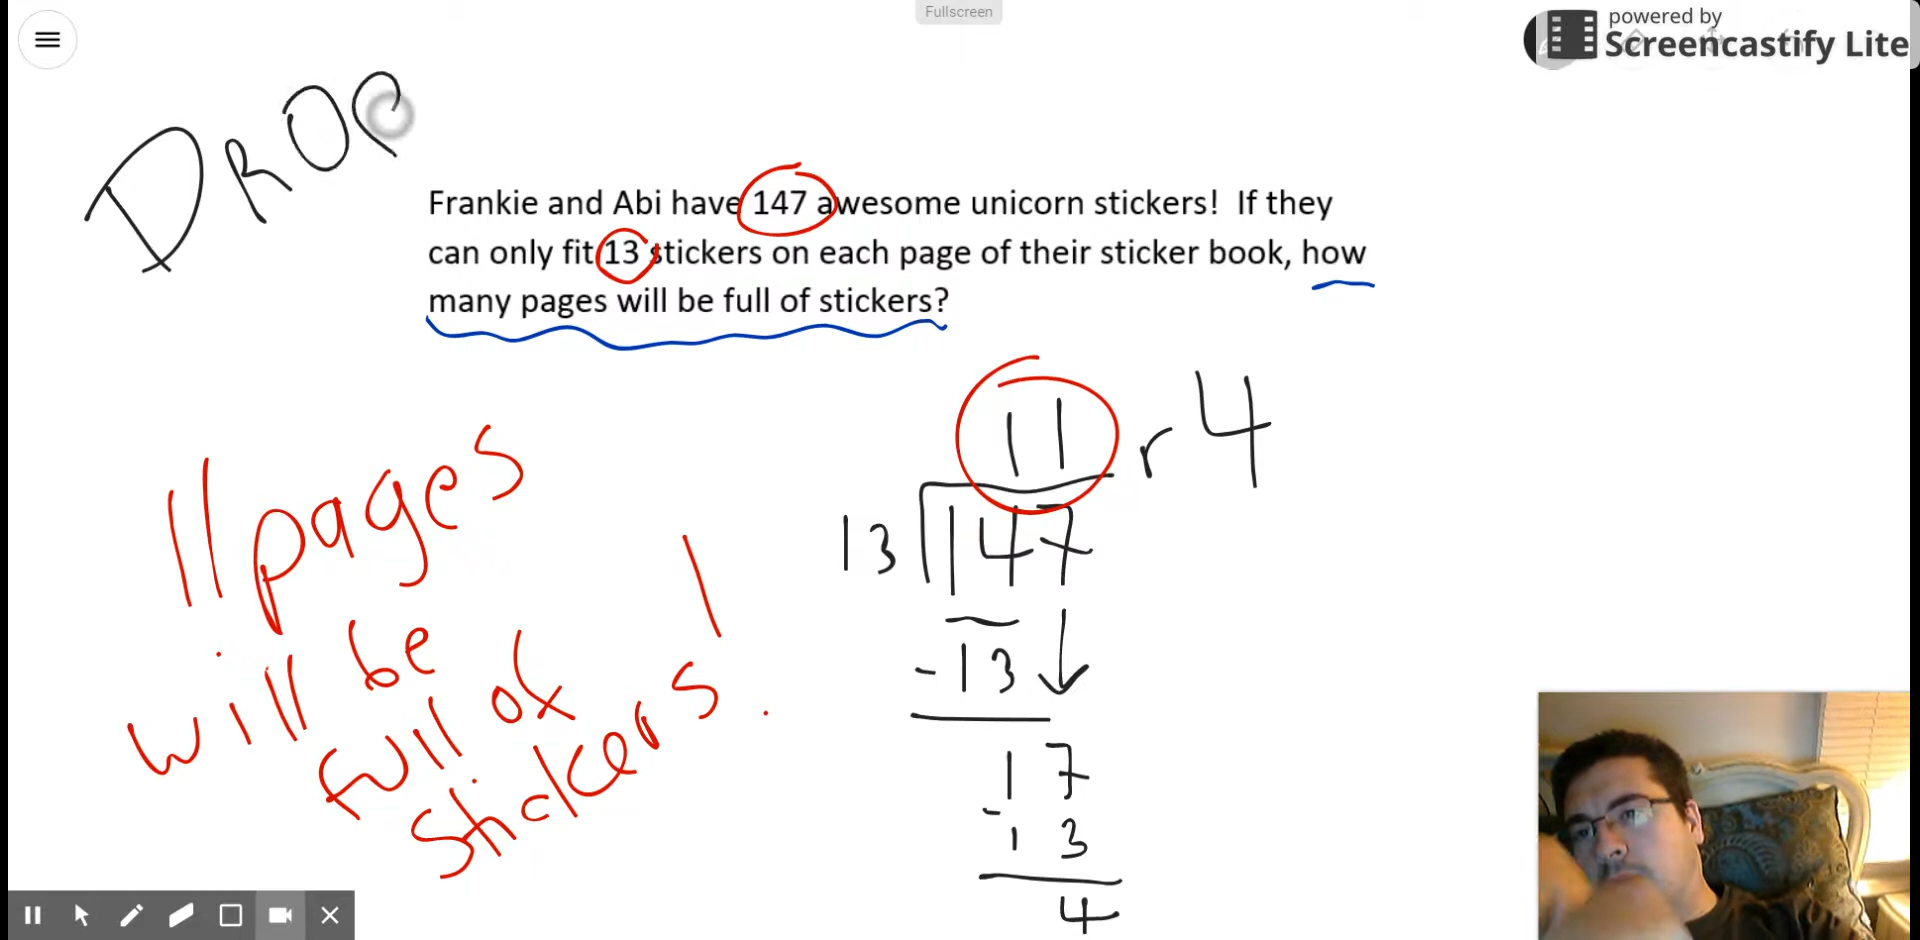 Fullscreen
powered by
Screencastify Lite
DROP
Frankie and Abi have 147 awesome unicorn stickers! If they
can only fit 13 stickers on each page of their sticker book, how
many pages will be full of stickers?
11 r 4
13 147
-13
17
-13
4
11 pages
will be
full of
stickers!